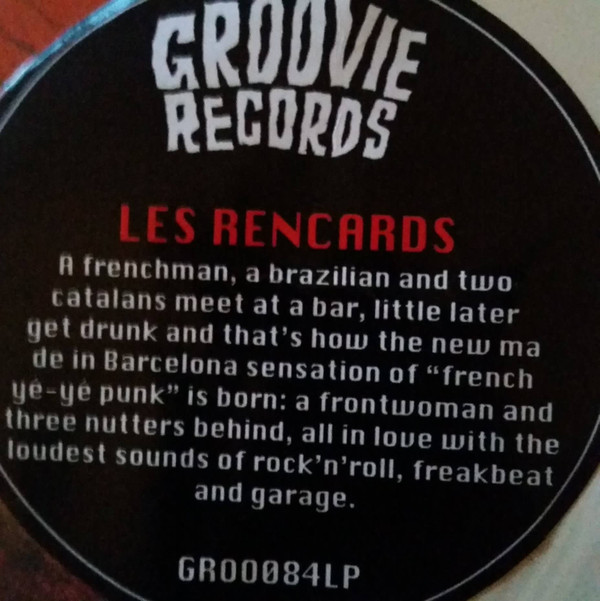 GROOVIE
RECORDS
LES RENCARDS
A frenchman, a brazilian and two
catalans meet at a bar, little later
get drunk and that's how the new ma
de in Barcelona sensation of “french
yé-yé punk” is born: a frontwoman and
three nutters behind, all in love with the
loudest sounds of rock'n'roll, freakbeat
and garage.
GRO0084LP